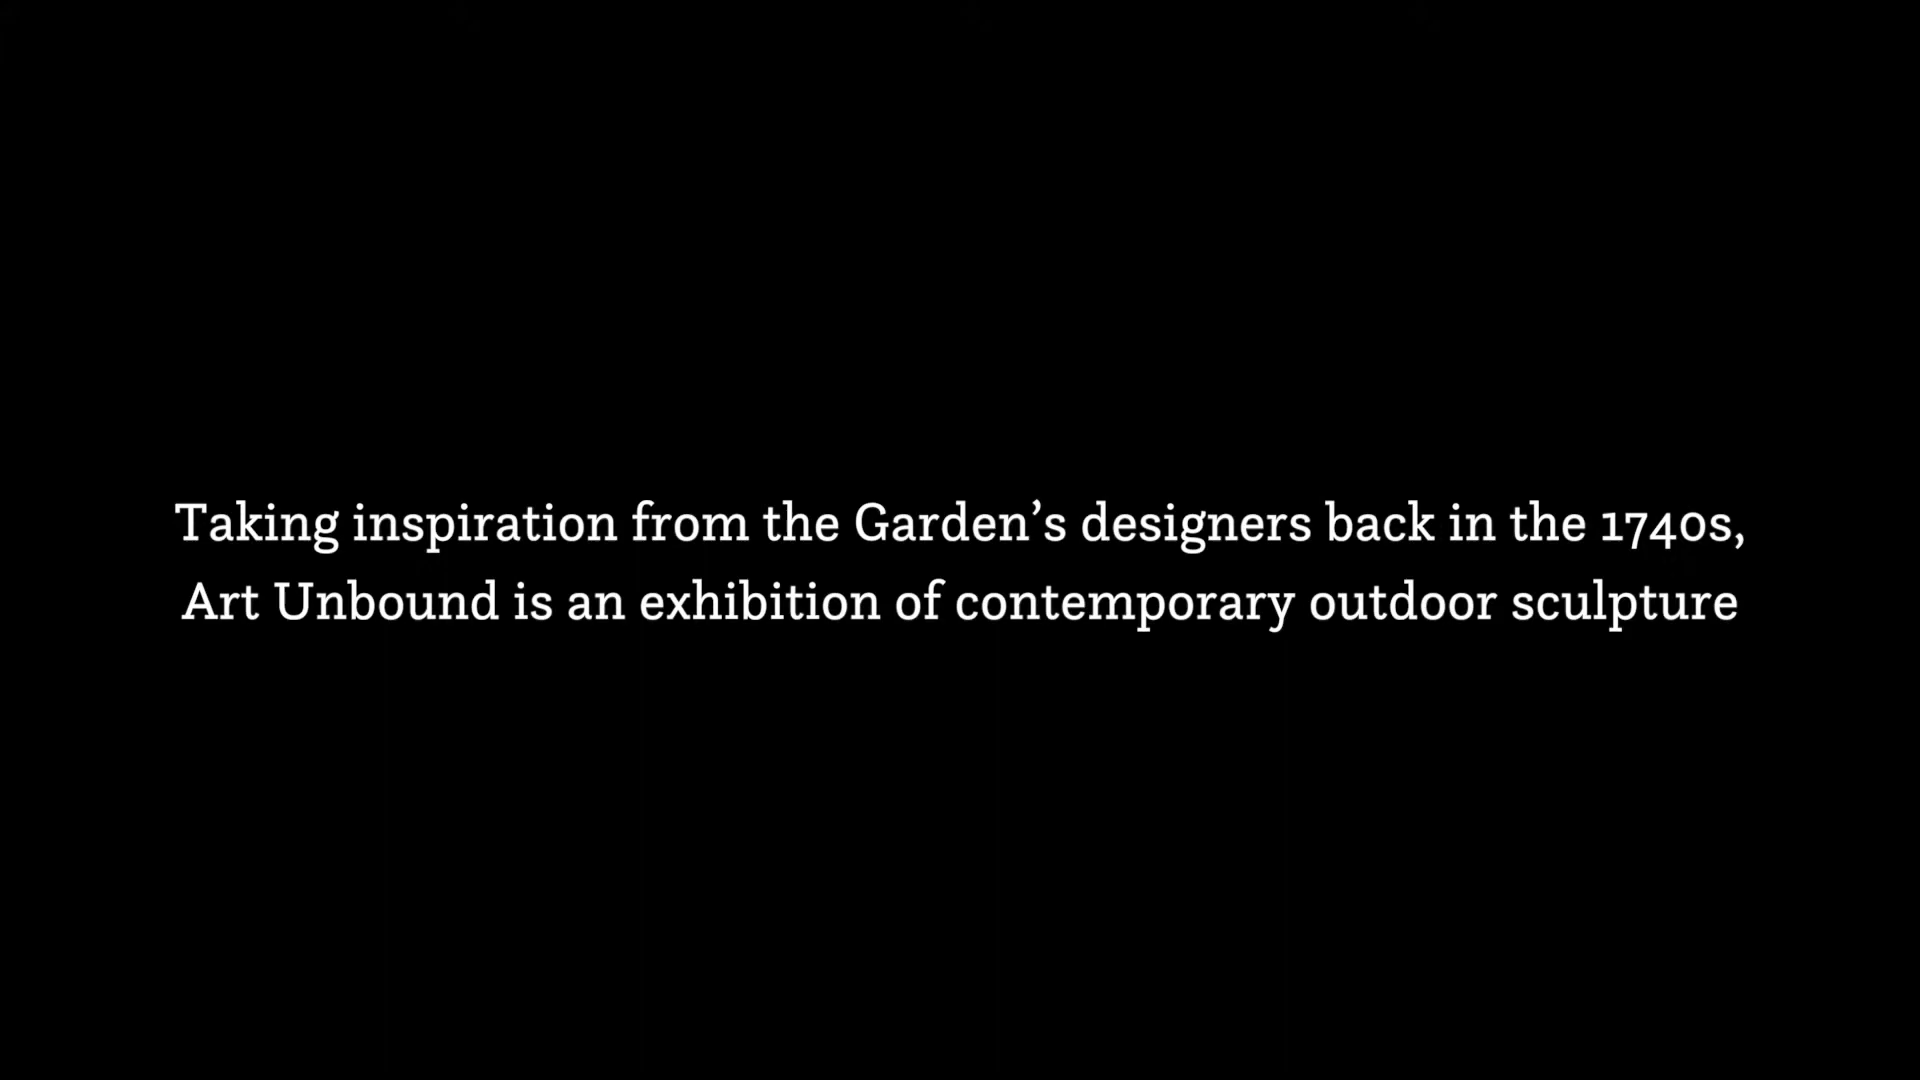 Taking inspiration from the Garden’s designers back in the 1740s,
Art Unbound is an exhibition of contemporary outdoor sculpture